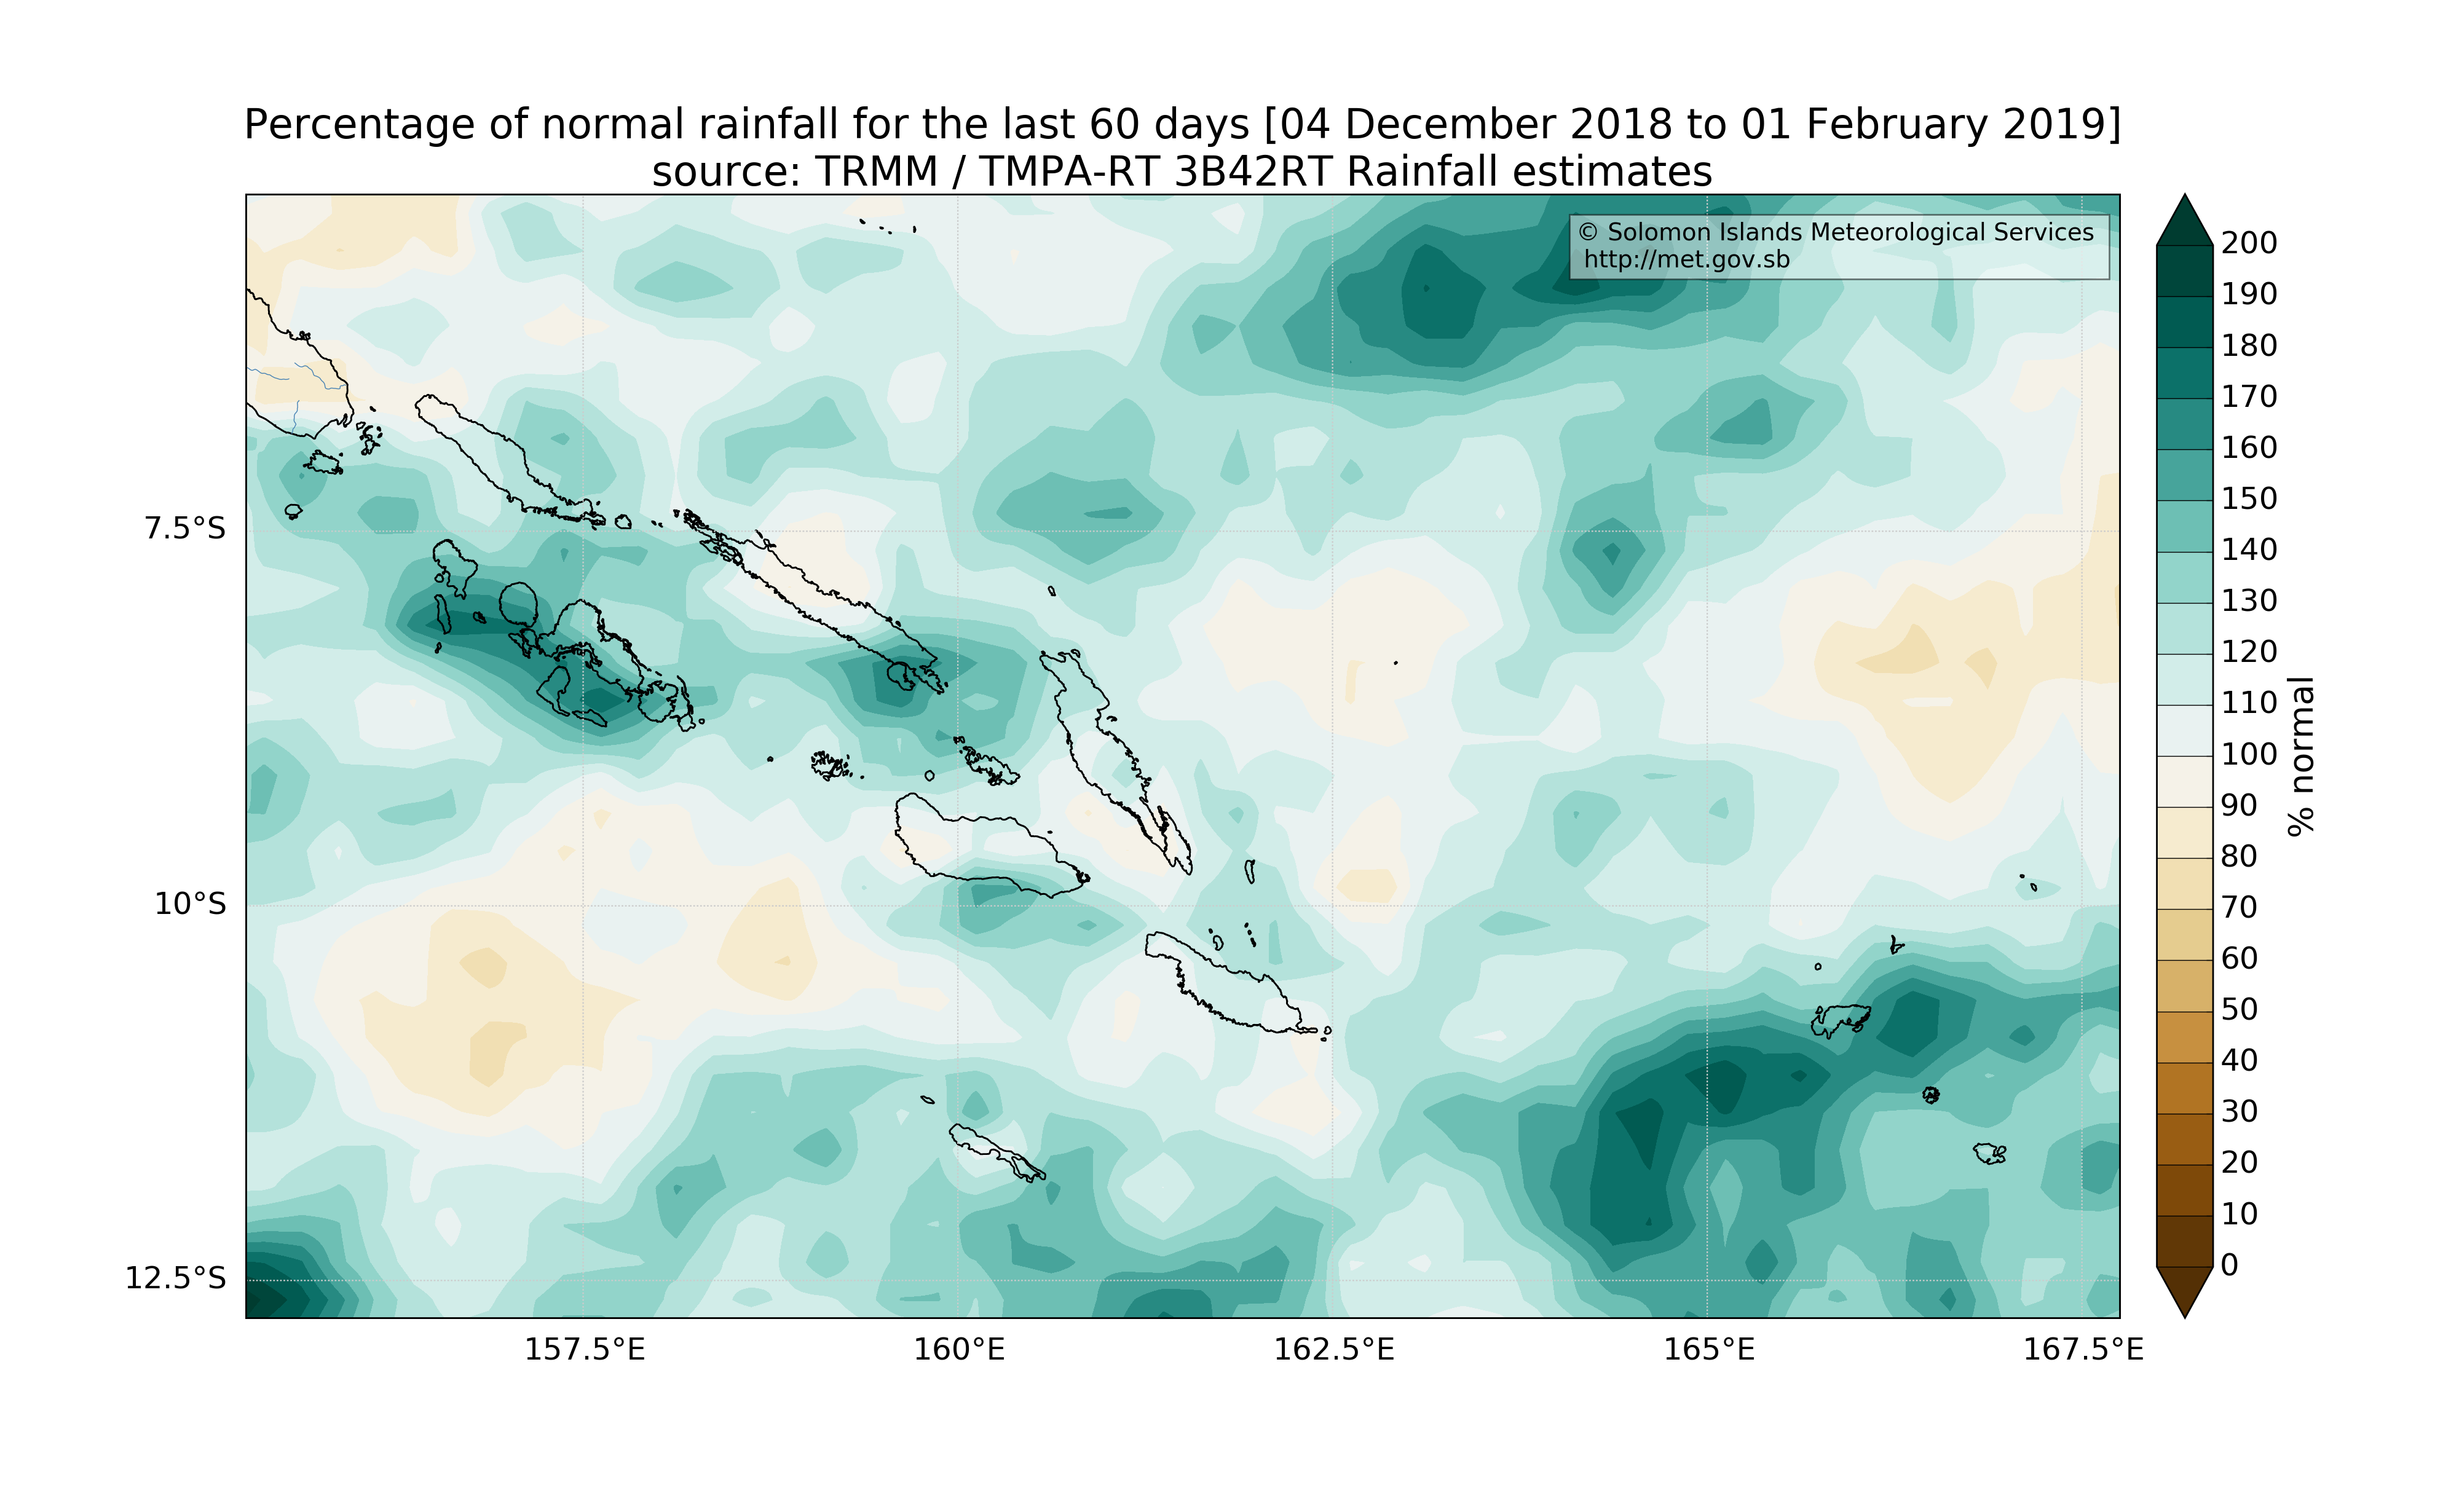 Percentage of normal rainfall for the last 60 days [04 December 2018 to 01 February 2019]
source: TRMM / TMPA-RT 3B42RT Rainfall estimates
© Solomon Islands Meteorological Services
http://met.gov.sb
7.5°S
10°S
12.5°S
157.5°E
160°E
162.5°E
165°E
167.5°E
200
190
180
170
160
150
140
130
120
110
100
90
80
70
60
50
40
30
20
10
0
% normal